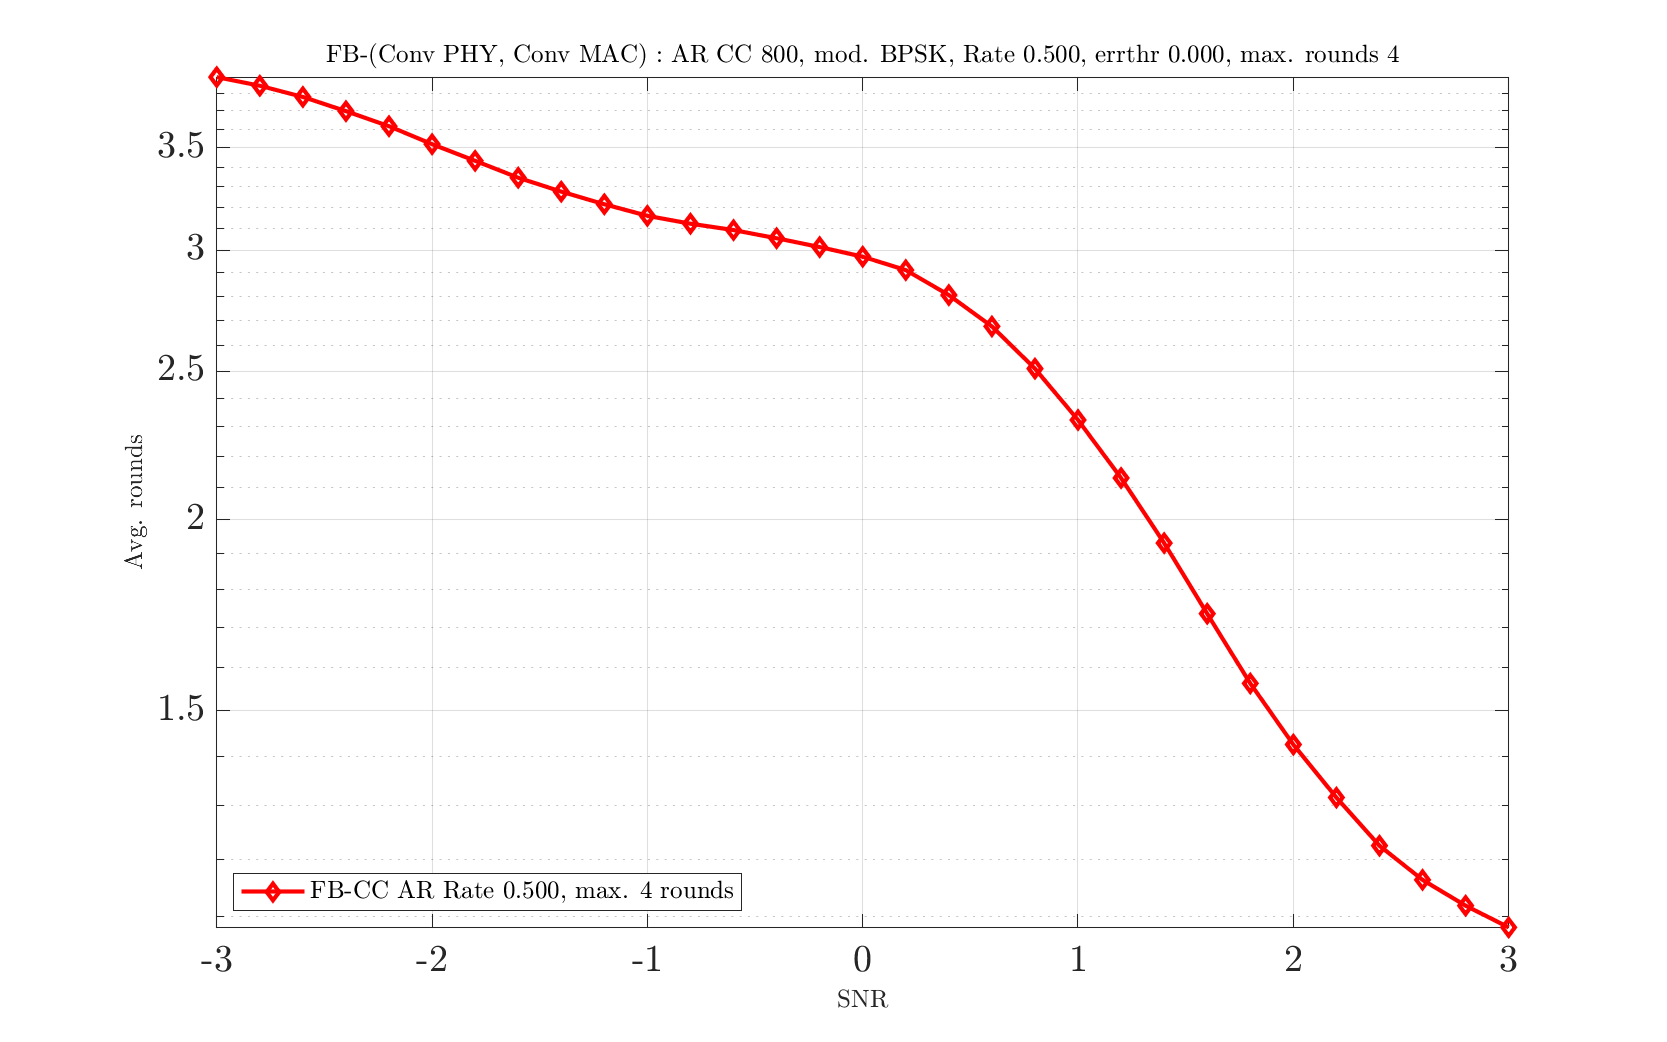 FB-(Conv PHY, Conv MAC) : AR CC 800, mod. BPSK, Rate 0.500, errthr 0.000, max. rounds 4
3.5
3
2.5
2
1.5
Avg. rounds
FB-CC AR Rate 0.500, max. 4 rounds
-3 -2 -1 0 1 2 3
SNR